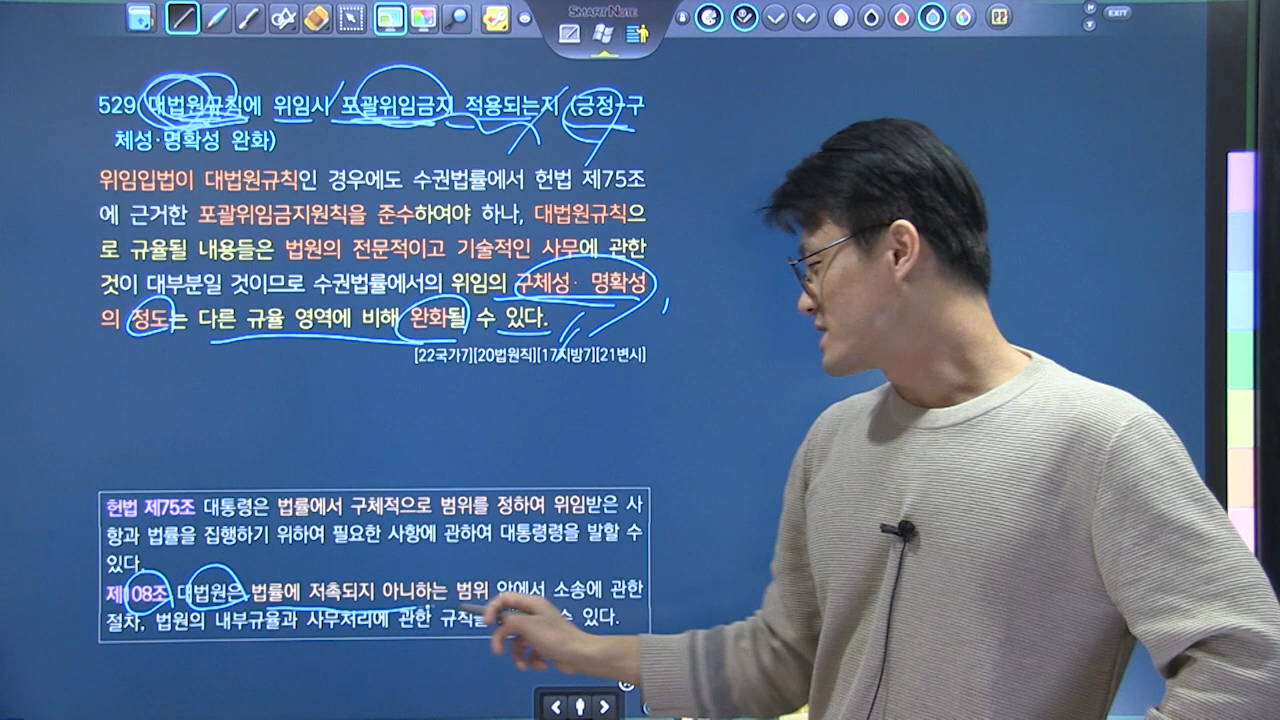 SMART NOTE
EXIT
529 대법원규칙에 위임시 포괄위임금지 적용되는지 (긍정-구
체성·명확성 완화)
위임입법이 대법원규칙인 경우에도 수권법률에서 헌법 제75조
에 근거한 포괄위임금지원칙을 준수하여야 하나, 대법원규칙으
로 규율될 내용들은 법원의 전문적이고 기술적인 사무에 관한
것이 대부분일 것이므로 수권법률에서의 위임의 구체성· 명확성
의 정도는 다른 규율 영역에 비해 완화될 수 있다.
[22국가7][20법원직][17지방7][21변시]
헌법 제75조 대통령은 법률에서 구체적으로 범위를 정하여 위임받은 사
항과 법률을 집행하기 위하여 필요한 사항에 관하여 대통령령을 발할 수
있다.
제108조 대법원은 법률에 저촉되지 아니하는 범위 안에서 소송에 관한
절차, 법원의 내부규율과 사무처리에 관한 규칙을 수 있다.